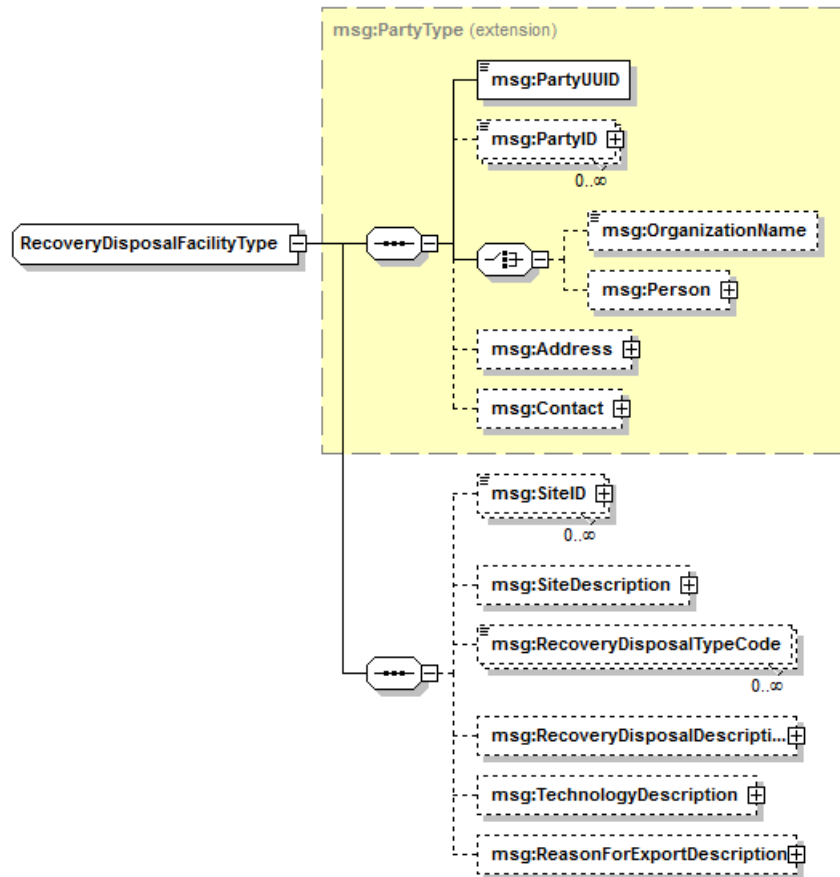 msg:PartyType (extension)
msg:PartyUUID
msg:PartyID
0..∞
RecoveryDisposalFacilityType
msg:OrganizationName
msg:Person
msg:Address
msg:Contact
msg:SiteID
0..∞
msg:SiteDescription
msg:RecoveryDisposalTypeCode
0..∞
msg:RecoveryDisposalDescripti...
msg:TechnologyDescription
msg:ReasonForExportDescription